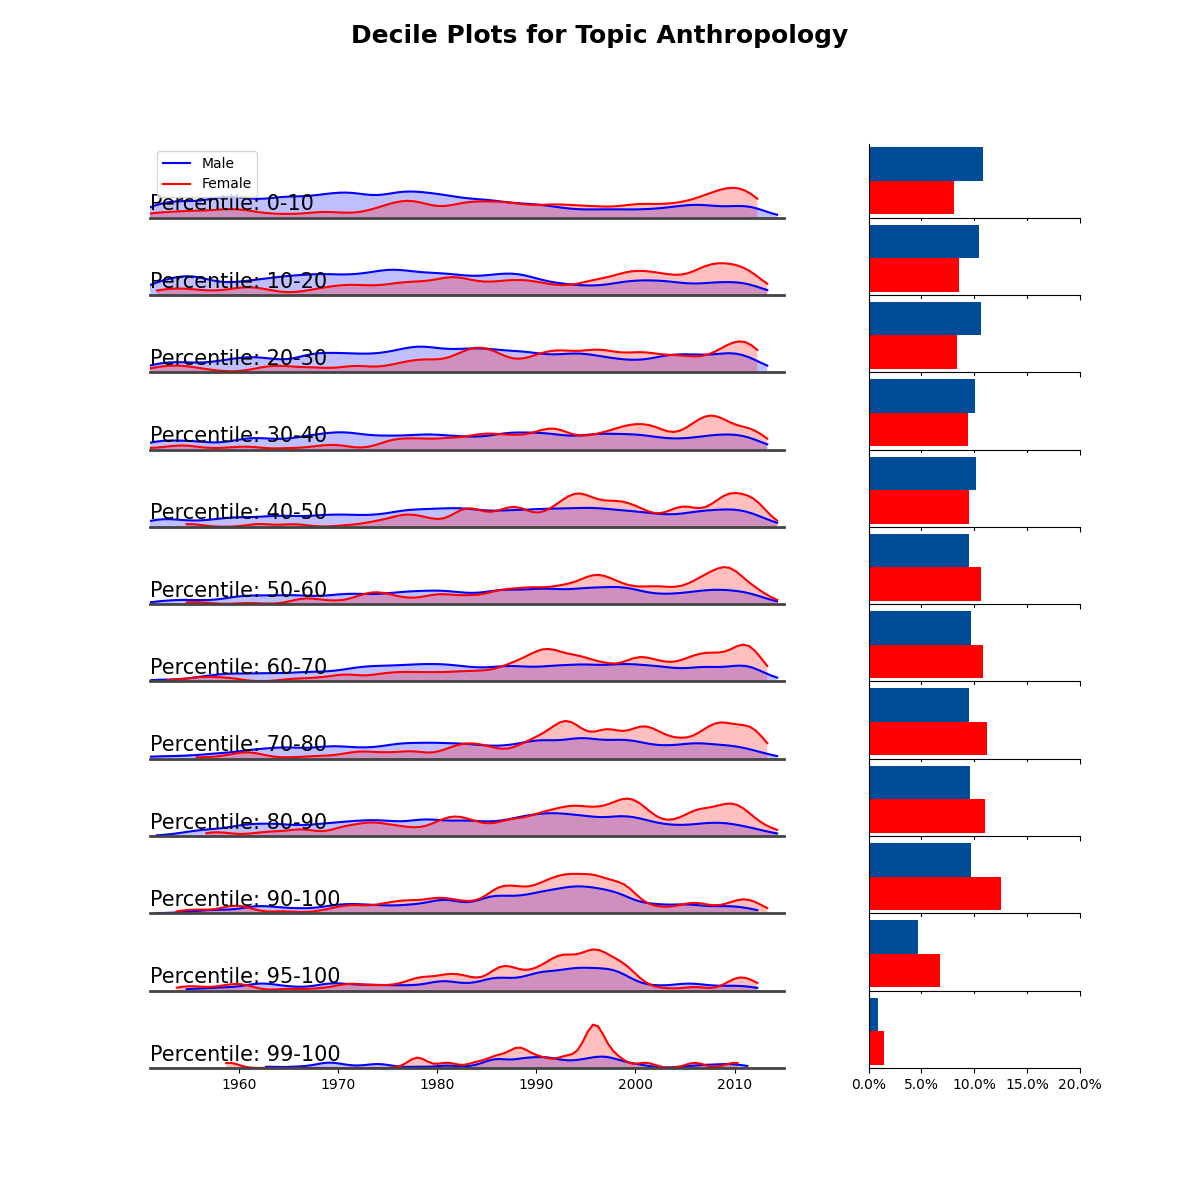 Decile Plots for Topic Anthropology
Male
Female
Percentile: 0-10
Percentile: 10-20
Percentile: 20-30
Percentile: 30-40
Percentile: 40-50
Percentile: 50-60
Percentile: 60-70
Percentile: 70-80
Percentile: 80-90
Percentile: 90-100
Percentile: 95-100
Percentile: 99-100
1960 1970 1980 1990 2000 2010
0.0% 5.0% 10.0% 15.0% 20.0%